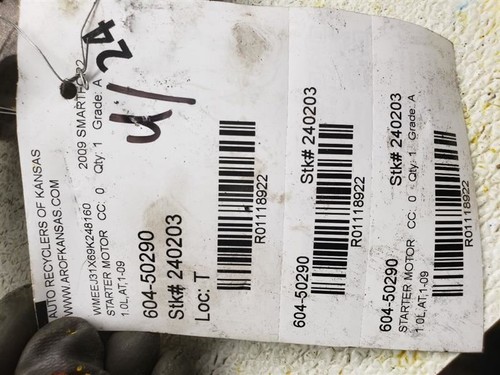 AUTO RECYCLERS OF KANSAS
WWW.AROFKANSAS.COM
2009 SMART
WMEEJ31X69K248160
STARTER MOTOR CC: 0 Qty: 1 Grade: A
1.0L,AT,1-09
604-50290
Stk# 240203
Loc: T
R01118922
24
604-50290
Stk# 240203
R01118922
604-50290
Stk# 240203
STARTER MOTOR CC: 0 Qty: 1 Grade: A
1.0L,AT,1-09
R01118922